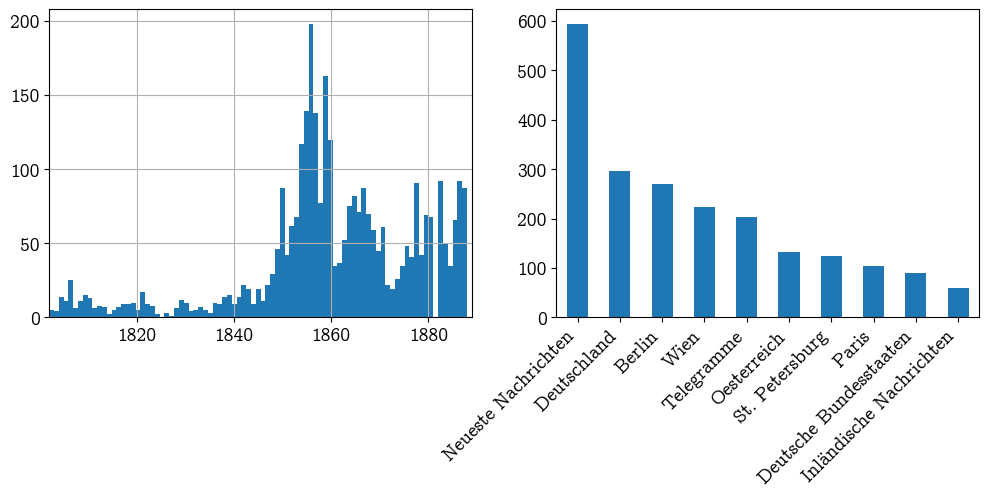 200
150
100
50
0
1820 1840 1860 1880
600
500
400
300
200
100
0
Neueste Nachrichten
Deutschland
Berlin
Wien
Telegramme
Oesterreich
St. Petersburg
Paris
Deutsche Bundesstaaten
Inländische Nachrichten